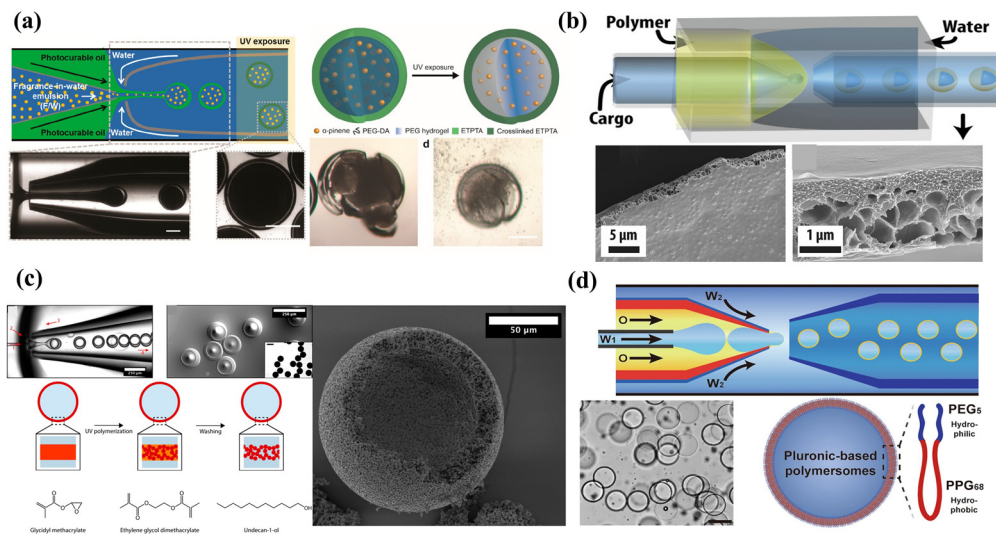 (a)
Photocurable oil
Water
UV exposure
Fragrance-in-water
emulsion
(F/W)
Photocurable oil
Water
UV exposure
α-pinene
PEG-DA
PEG hydrogel
ETPTA
Crosslinked ETPTA
d
(b)
Polymer
Water
Cargo
5 µm
1 µm
(c)
250 µm
250 µm
50 µm
UV polymerization
Washing
O
O
O
O
O
O
O
OH
Glycidyl methacrylate
Ethylene glycol dimethacrylate
Undecan-1-ol
(d)
W2
O
W1
O
W2
Pluronic-based
polymersomes
PEG5
Hydro-
philic
PPG68
Hydro-
phobic